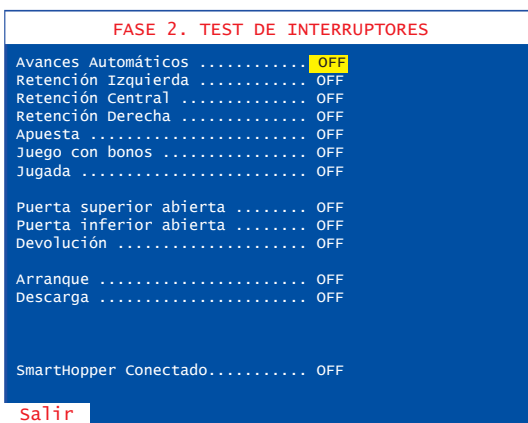 FASE 2. TEST DE INTERRUPTORES
Avances Automáticos ............ OFF
Retención Izquierda ............ OFF
Retención Central .............. OFF
Retención Derecha .............. OFF
Apuesta ........................ OFF
Juego con bonos ................ OFF
Jugada ......................... OFF
Puerta superior abierta ........ OFF
Puerta inferior abierta ........ OFF
Devolución ..................... OFF
Arranque ....................... OFF
Descarga ....................... OFF
SmartHopper Conectado........... OFF
Salir